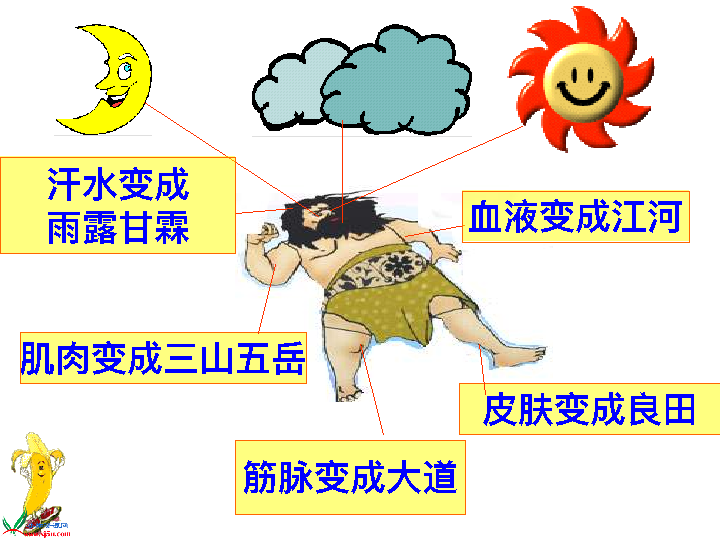 汗水变成
雨露甘霖
血液变成江河
肌肉变成三山五岳
皮肤变成良田
筋脉变成大道